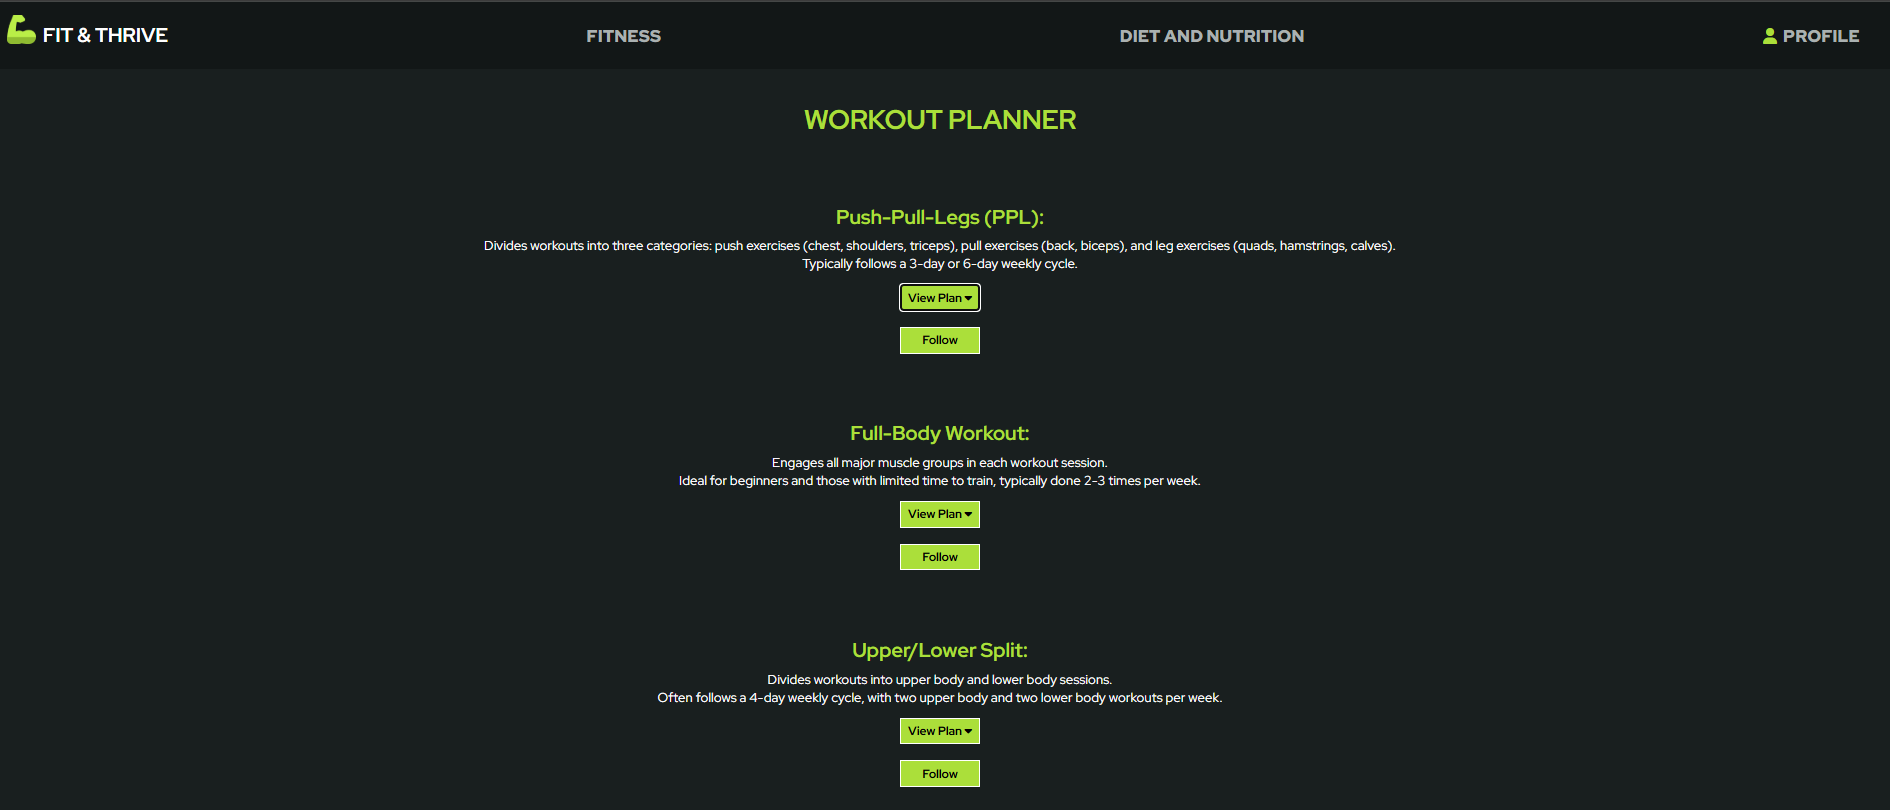 FIT & THRIVE
FITNESS
DIET AND NUTRITION
PROFILE
WORKOUT PLANNER
Push-Pull-Legs (PPL):
Divides workouts into three categories: push exercises (chest, shoulders, triceps), pull exercises (back, biceps), and leg exercises (quads, hamstrings, calves).
Typically follows a 3-day or 6-day weekly cycle.
View Plan
Follow
Full-Body Workout:
Engages all major muscle groups in each workout session.
Ideal for beginners and those with limited time to train, typically done 2-3 times per week.
View Plan
Follow
Upper/Lower Split:
Divides workouts into upper body and lower body sessions.
Often follows a 4-day weekly cycle, with two upper body and two lower body workouts per week.
View Plan
Follow